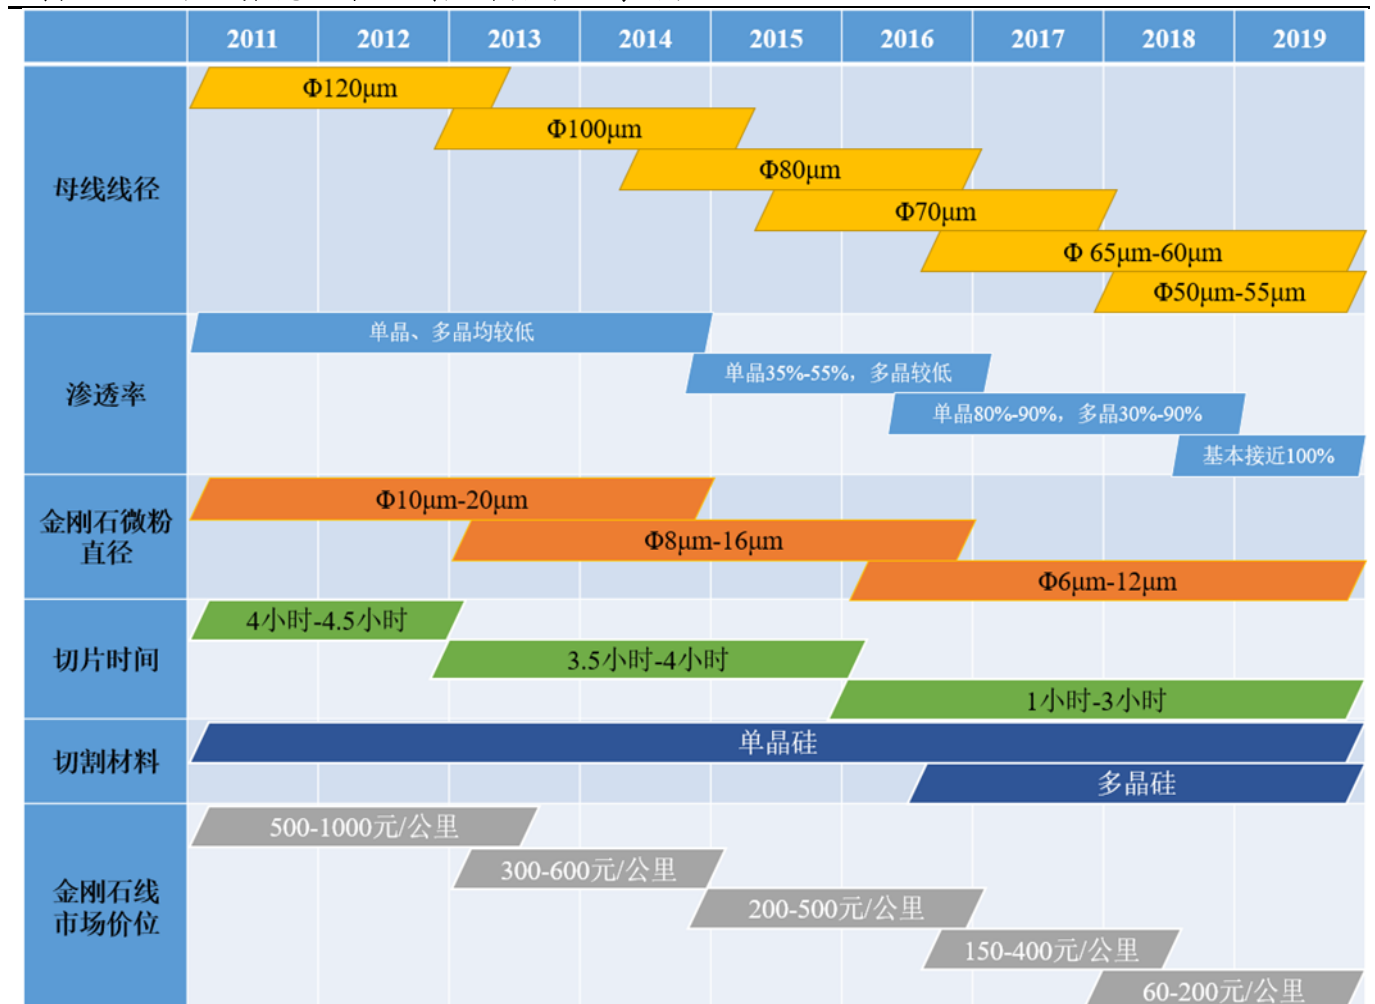 2011 2012 2013 2014 2015 2016 2017 2018 2019
母线线径
Φ120μm
Φ100μm
Φ80μm
Φ70μm
Φ 65μm-60μm
Φ50μm-55μm
渗透率
单晶、多晶均较低
单晶35%-55%，多晶较低
单晶80%-90%，多晶30%-90%
基本接近100%
金刚石微粉
直径
Φ10μm-20μm
Φ8μm-16μm
Φ6μm-12μm
切片时间
4小时-4.5小时
3.5小时-4小时
1小时-3小时
切割材料
单晶硅
多晶硅
金刚石线
市场价位
500-1000元/公里
300-600元/公里
200-500元/公里
150-400元/公里
60-200元/公里